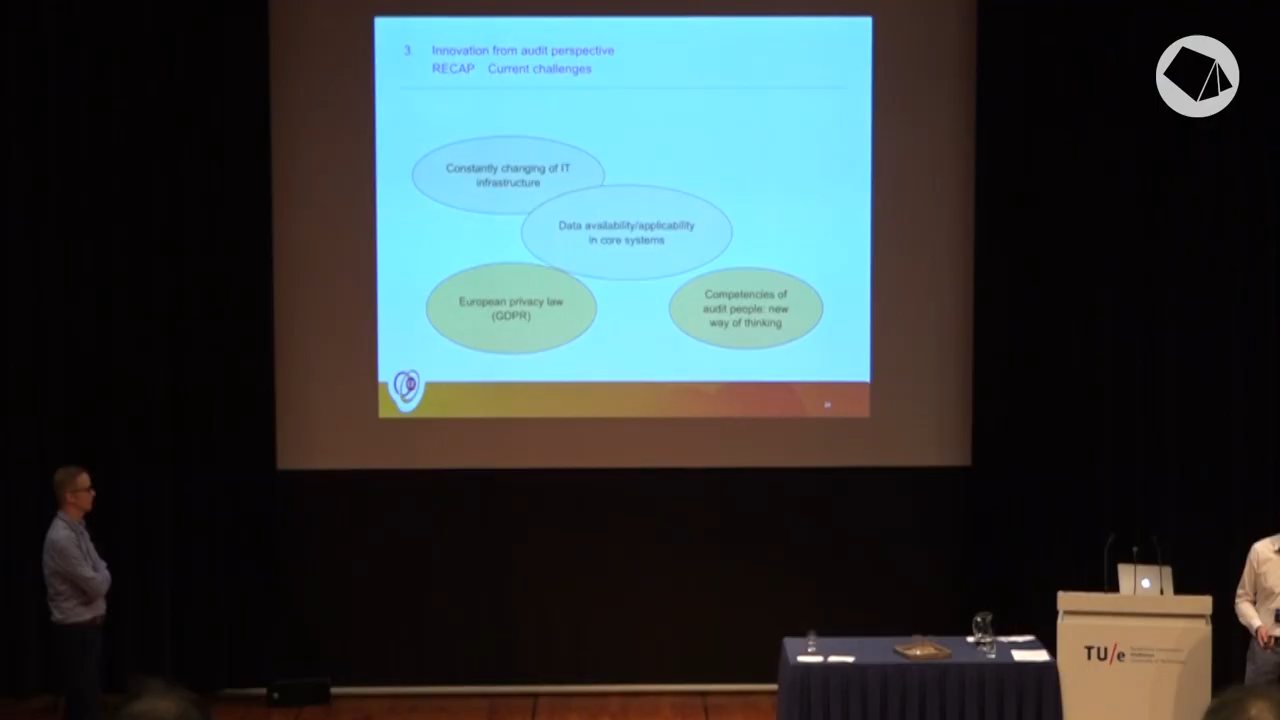 3. Innovation from audit perspective
RECAP Current challenges
Constantly changing of IT
infrastructure
Data availability/applicability
in core systems
European privacy law
(GDPR)
Competencies of
audit people: new
way of thinking
TU/e